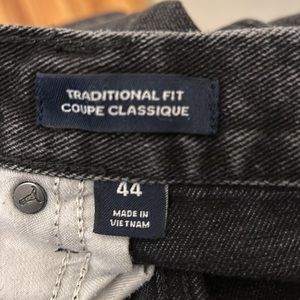 TRADITIONAL FIT
COUPE CLASSIQUE
44
MADE IN
VIETNAM